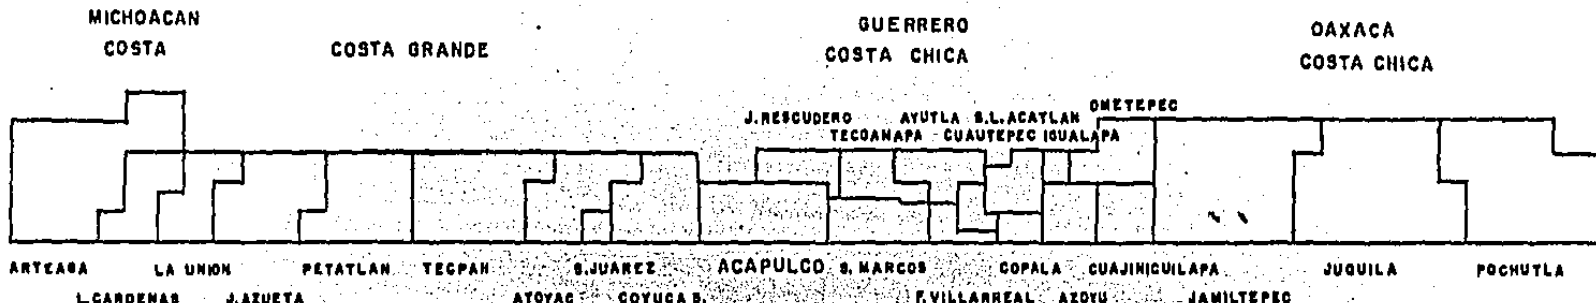 MICHOACAN
COSTA
COSTA GRANDE
GUERRERO
COSTA CHICA
OAXACA
COSTA CHICA
J.RESCUDERO AYUTLA S.L.ACATLAN OMETEPEC
TECOANAPA CUAUTEPEC IGUALAPA
ARTEAGA LA UNION PETATLAN TECPAN B.JUAREZ ACAPULCO S. MARCOS COPALA CUAJINIGUILAPA JUQUILA POCHUTLA
L.CARDENAS J.AZUETA ATOYAC COYUCA B. F.VILLARREAL AZOYU JAMILTEPEC